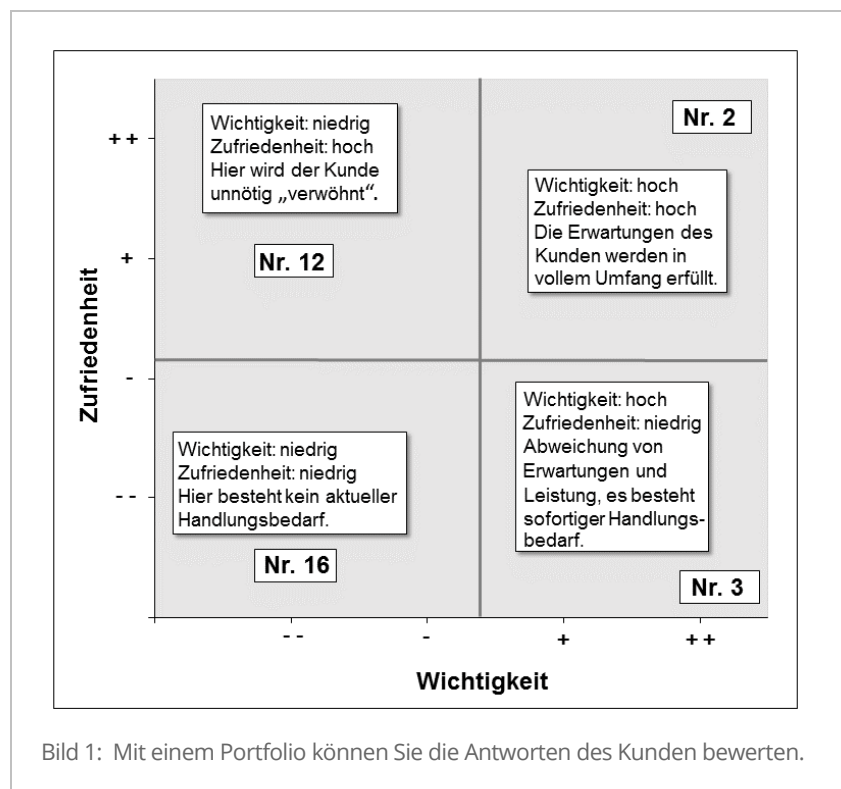 Zufriedenheit
++
+
-
--
Wichtigkeit: niedrig
Zufriedenheit: hoch
Hier wird der Kunde
unnötig „verwöhnt“.
Nr. 12
Nr. 2
Wichtigkeit: hoch
Zufriedenheit: hoch
Die Erwartungen des
Kunden werden in
vollem Umfang erfüllt.
Wichtigkeit: niedrig
Zufriedenheit: niedrig
Hier besteht kein aktueller
Handlungsbedarf.
Nr. 16
Wichtigkeit: hoch
Zufriedenheit: niedrig
Abweichung von
Erwartungen und
Leistung, es besteht
sofortiger Handlungs-
bedarf.
Nr. 3
-- - + ++
Wichtigkeit
Bild 1: Mit einem Portfolio können Sie die Antworten des Kunden bewerten.